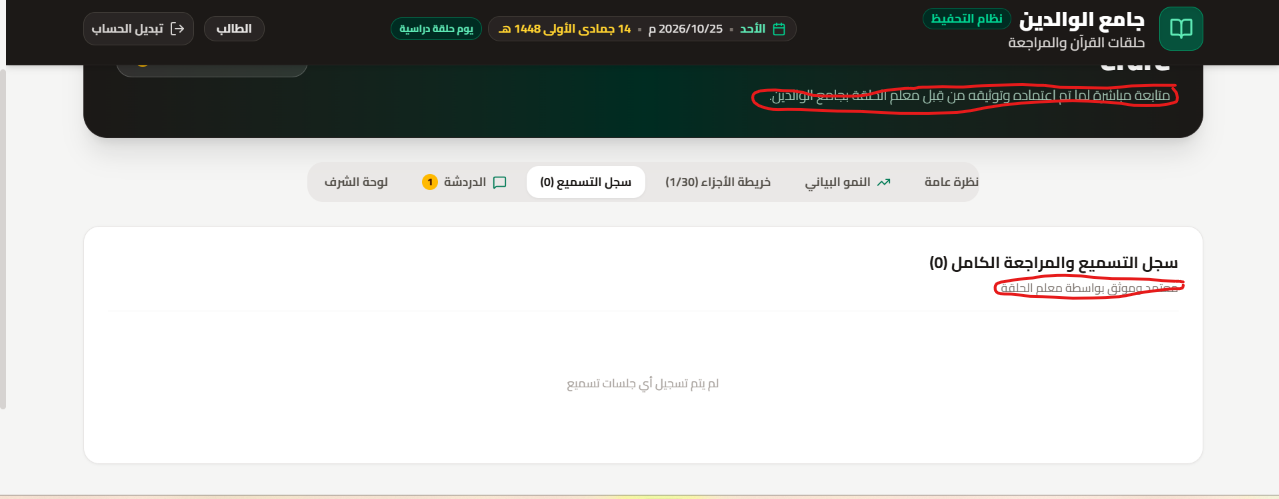 جامع الوالدين نظام التحفيظ
حلقات القرآن والمراجعة
الأحد • 2026/10/25 م • 14 جمادى الأولى 1448 هـ
يوم حلقة دراسية
الطالب
تبديل الحساب
متابعة مباشرة لما تم اعتماده وتوثيقه من قِبل معلم الحلقة بجامع الوالدين.
نظرة عامة
النمو البياني
خريطة الأجزاء (1/30)
سجل التسميع (0)
الدردشة 1
لوحة الشرف
سجل التسميع والمراجعة الكامل (0)
معتمد وموثق بواسطة معلم الحلقة
لم يتم تسجيل أي جلسات تسميع